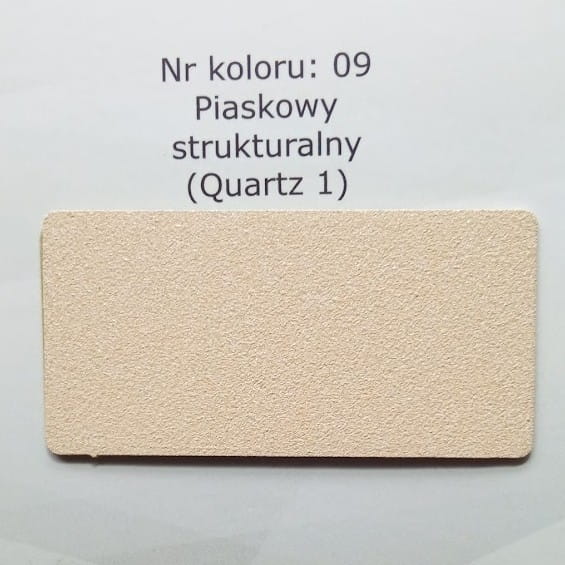 Nr koloru: 09
Piaskowy
strukturalny
(Quartz 1)